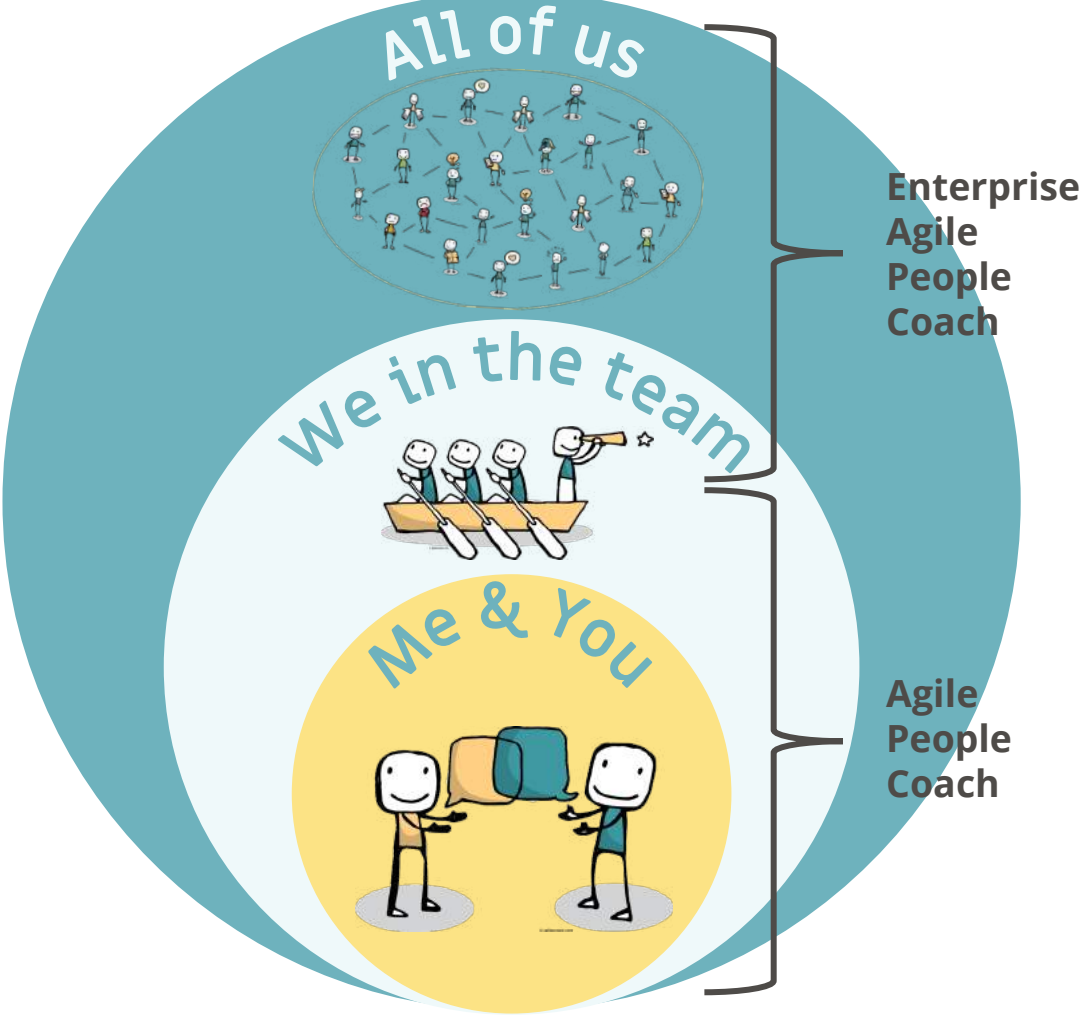 All of us
We in the team
Me & You
Enterprise
Agile
People
Coach
Agile
People
Coach